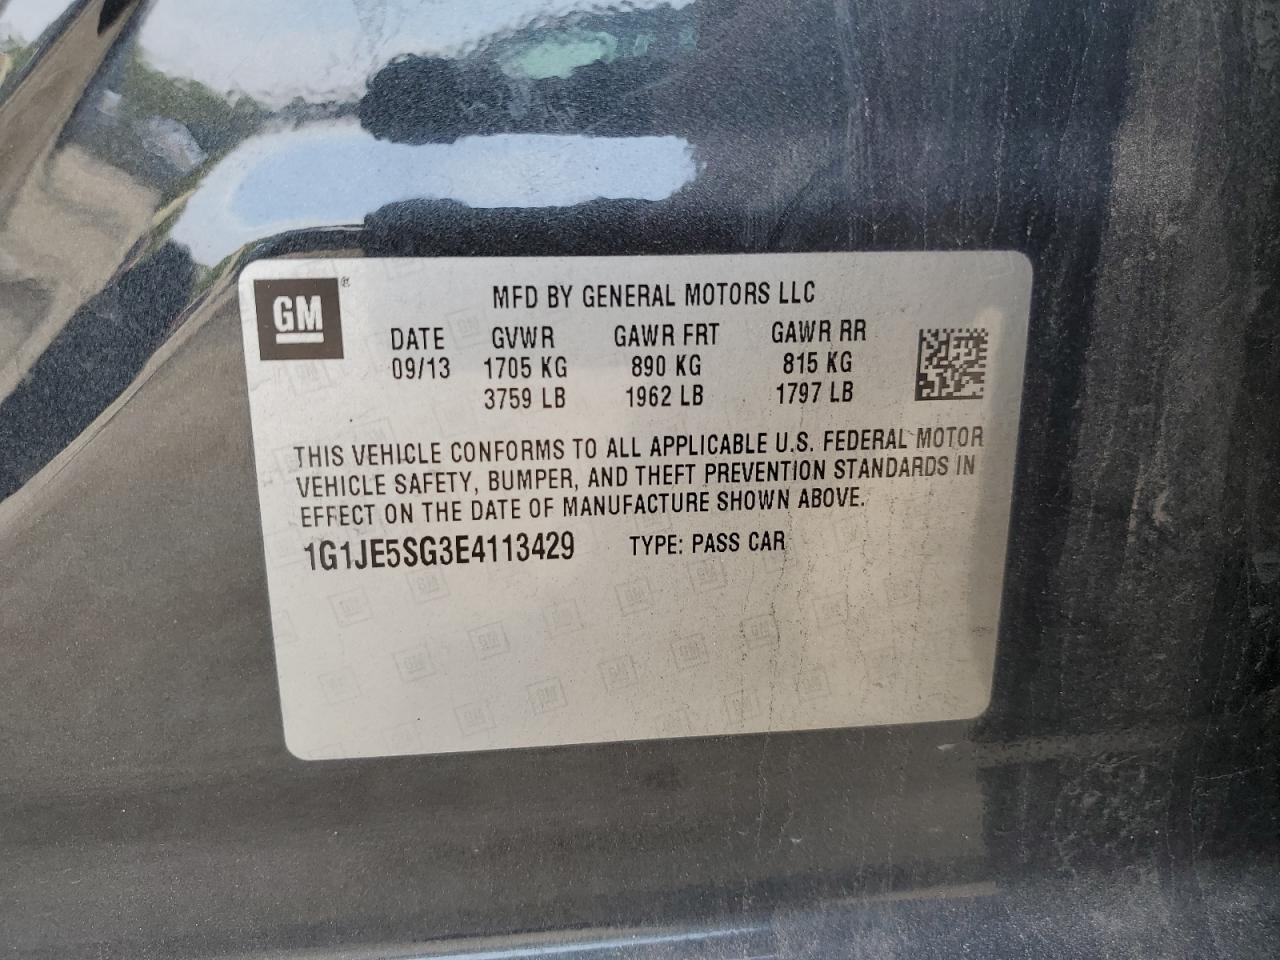 GM®
MFD BY GENERAL MOTORS LLC
DATE GVWR GAWR FRT GAWR RR
09/13 1705 KG 890 KG 815 KG
3759 LB 1962 LB 1797 LB
THIS VEHICLE CONFORMS TO ALL APPLICABLE U.S. FEDERAL MOTOR
VEHICLE SAFETY, BUMPER, AND THEFT PREVENTION STANDARDS IN
EFFECT ON THE DATE OF MANUFACTURE SHOWN ABOVE.
1G1JE5SG3E4113429 TYPE: PASS CAR